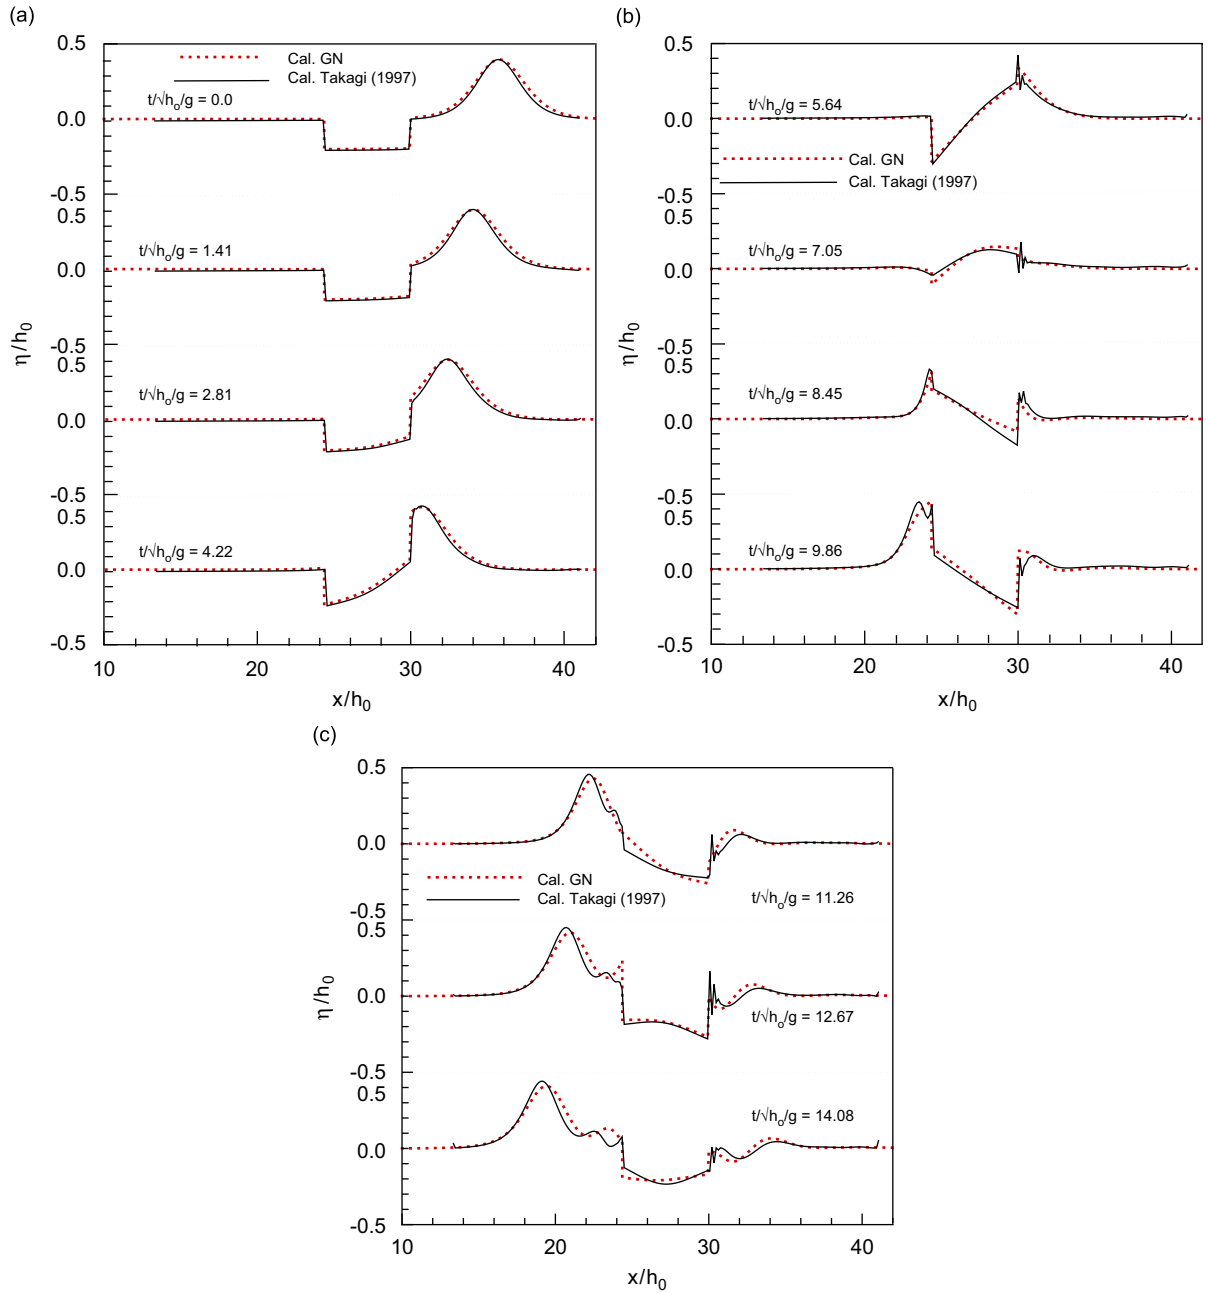 (a)
0.5
Cal. GN
Cal. Takagi (1997)
t/√h₀/g = 0.0
0.0
-0.5
0.5
t/√h₀/g = 1.41
0.0
-0.5
0.5
t/√h₀/g = 2.81
0.0
-0.5
0.5
t/√h₀/g = 4.22
0.0
-0.5
10 20 30 40
η/h₀
x/h₀
(b)
0.5
t/√h₀/g = 5.64
0.0
Cal. GN
Cal. Takagi (1997)
-0.5
0.5
t/√h₀/g = 7.05
0.0
-0.5
0.5
t/√h₀/g = 8.45
0.0
-0.5
0.5
t/√h₀/g = 9.86
0.0
-0.5
10 20 30 40
η/h₀
x/h₀
(c)
0.5
0.0
Cal. GN
Cal. Takagi (1997)
t/√h₀/g = 11.26
-0.5
0.5
0.0
t/√h₀/g = 12.67
-0.5
0.5
t/√h₀/g = 14.08
0.0
-0.5
10 20 30 40
η/h₀
x/h₀